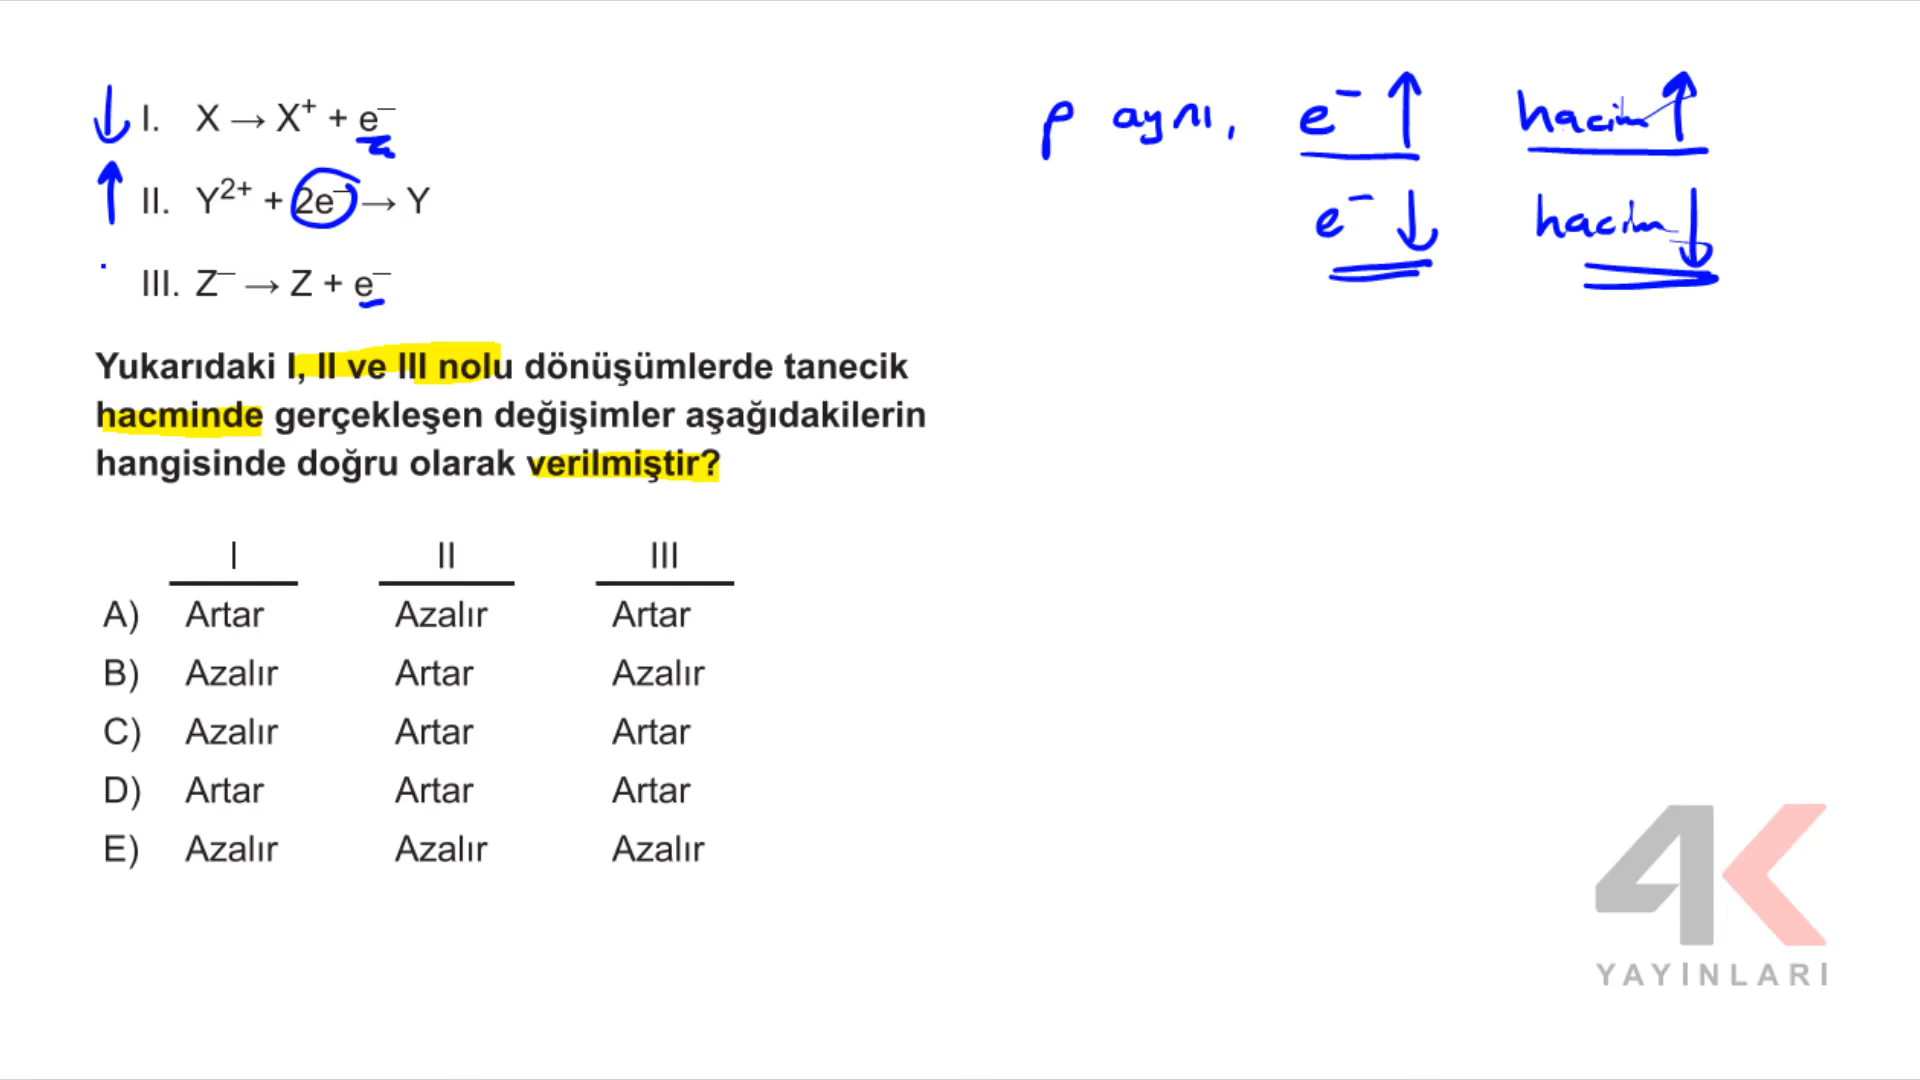 I. X → X⁺ + e⁻
II. Y²⁺ + 2e⁻ → Y
III. Z⁻ → Z + e⁻
p aynı, e⁻ ↑ hacim ↑
e⁻ ↓ hacim ↓
Yukarıdaki I, II ve III nolu dönüşümlerde tanecik
hacminde gerçekleşen değişimler aşağıdakilerin
hangisinde doğru olarak verilmiştir?
I II III
A) Artar Azalır Artar
B) Azalır Artar Azalır
C) Azalır Artar Artar
D) Artar Artar Artar
E) Azalır Azalır Azalır
4K
YAYINLARI